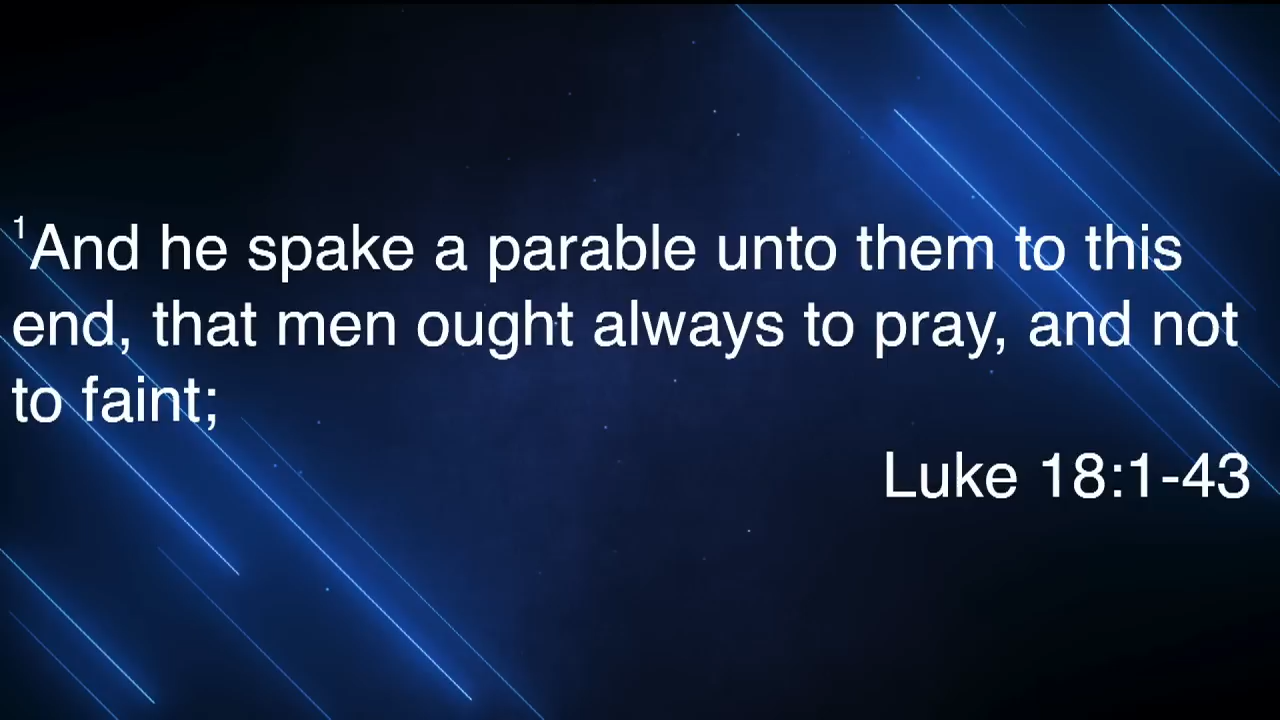 ¹And he spake a parable unto them to this
end, that men ought always to pray, and not
to faint;
Luke 18:1-43